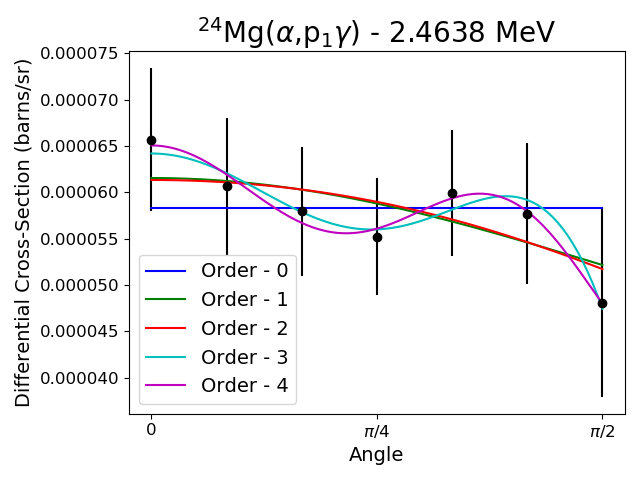 ²⁴Mg(α,p₁γ) - 2.4638 MeV
Differential Cross-Section (barns/sr)
0.000075
0.000070
0.000065
0.000060
0.000055
0.000050
0.000045
0.000040
Order - 0
Order - 1
Order - 2
Order - 3
Order - 4
0 π/4 π/2
Angle